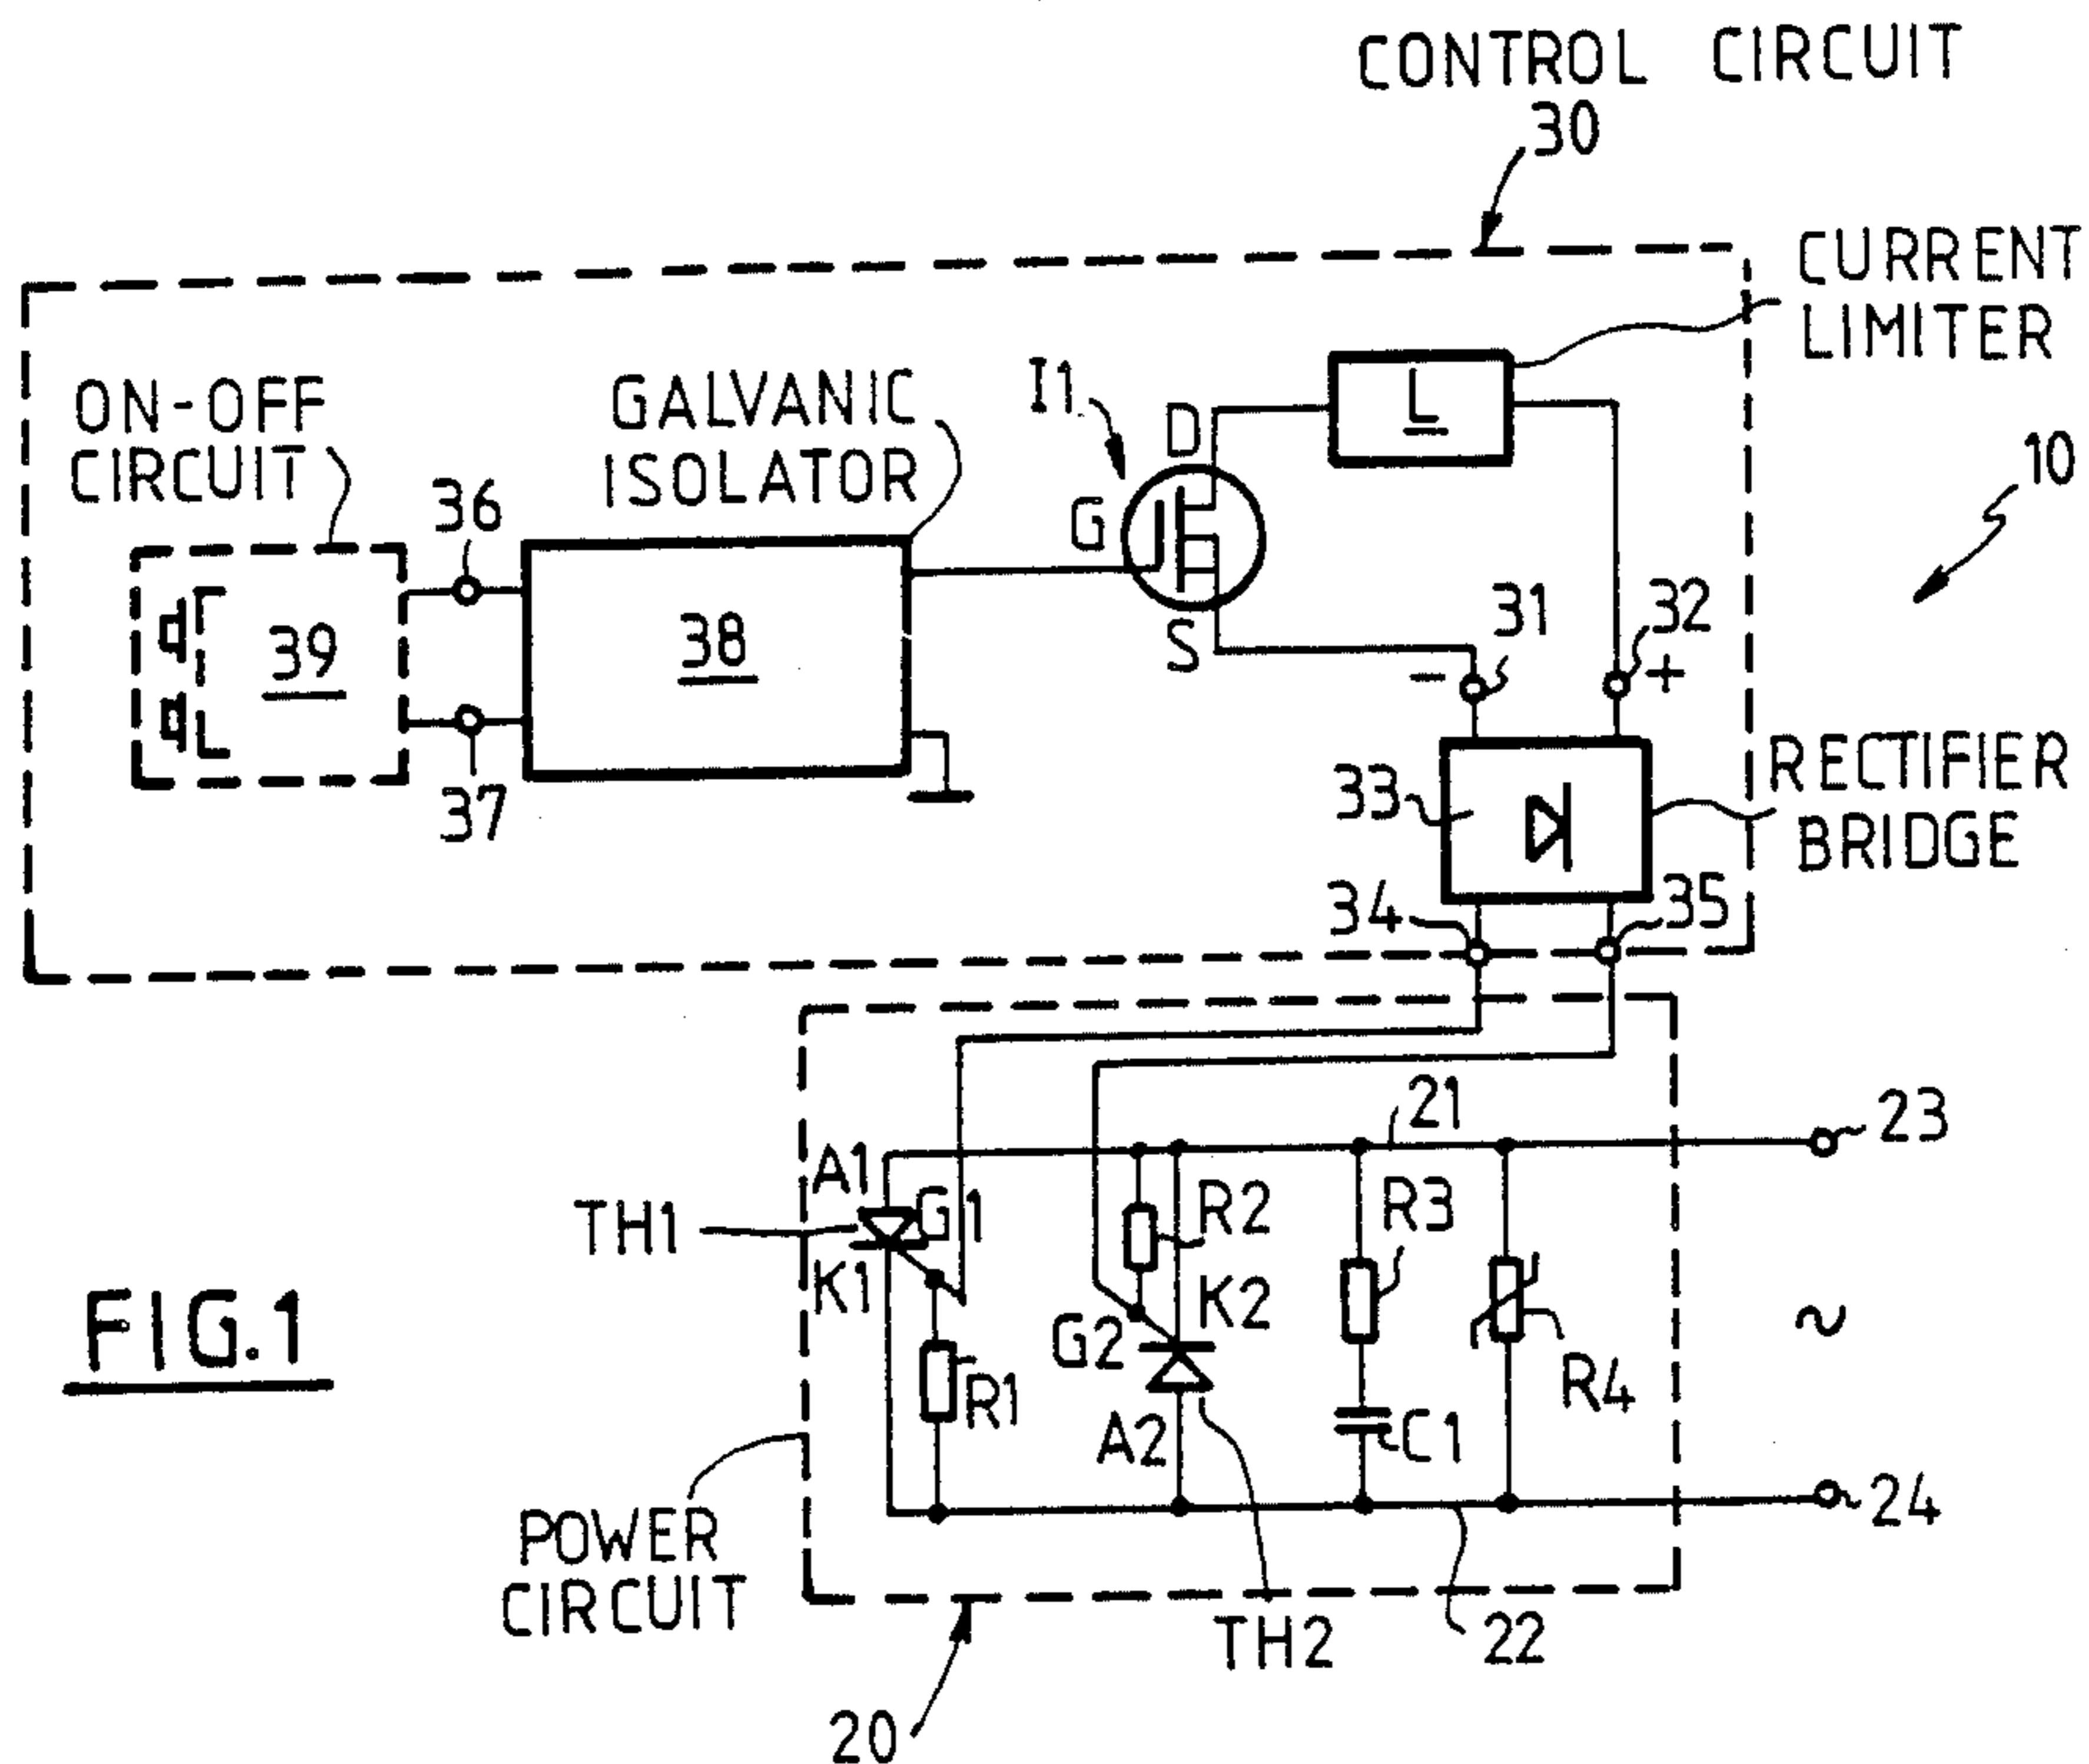 CONTROL CIRCUIT
30
CURRENT
LIMITER
ON-OFF
CIRCUIT
GALVANIC
ISOLATOR
I1
D
G
S
L
10
36
37
38
39
31
32
-
+
33
RECTIFIER
BRIDGE
34
35
21
23
A1
G1
TH1
K1
R1
R2
K2
G2
A2
R3
C1
R4
~
24
FIG.1
POWER
CIRCUIT
TH2
22
20